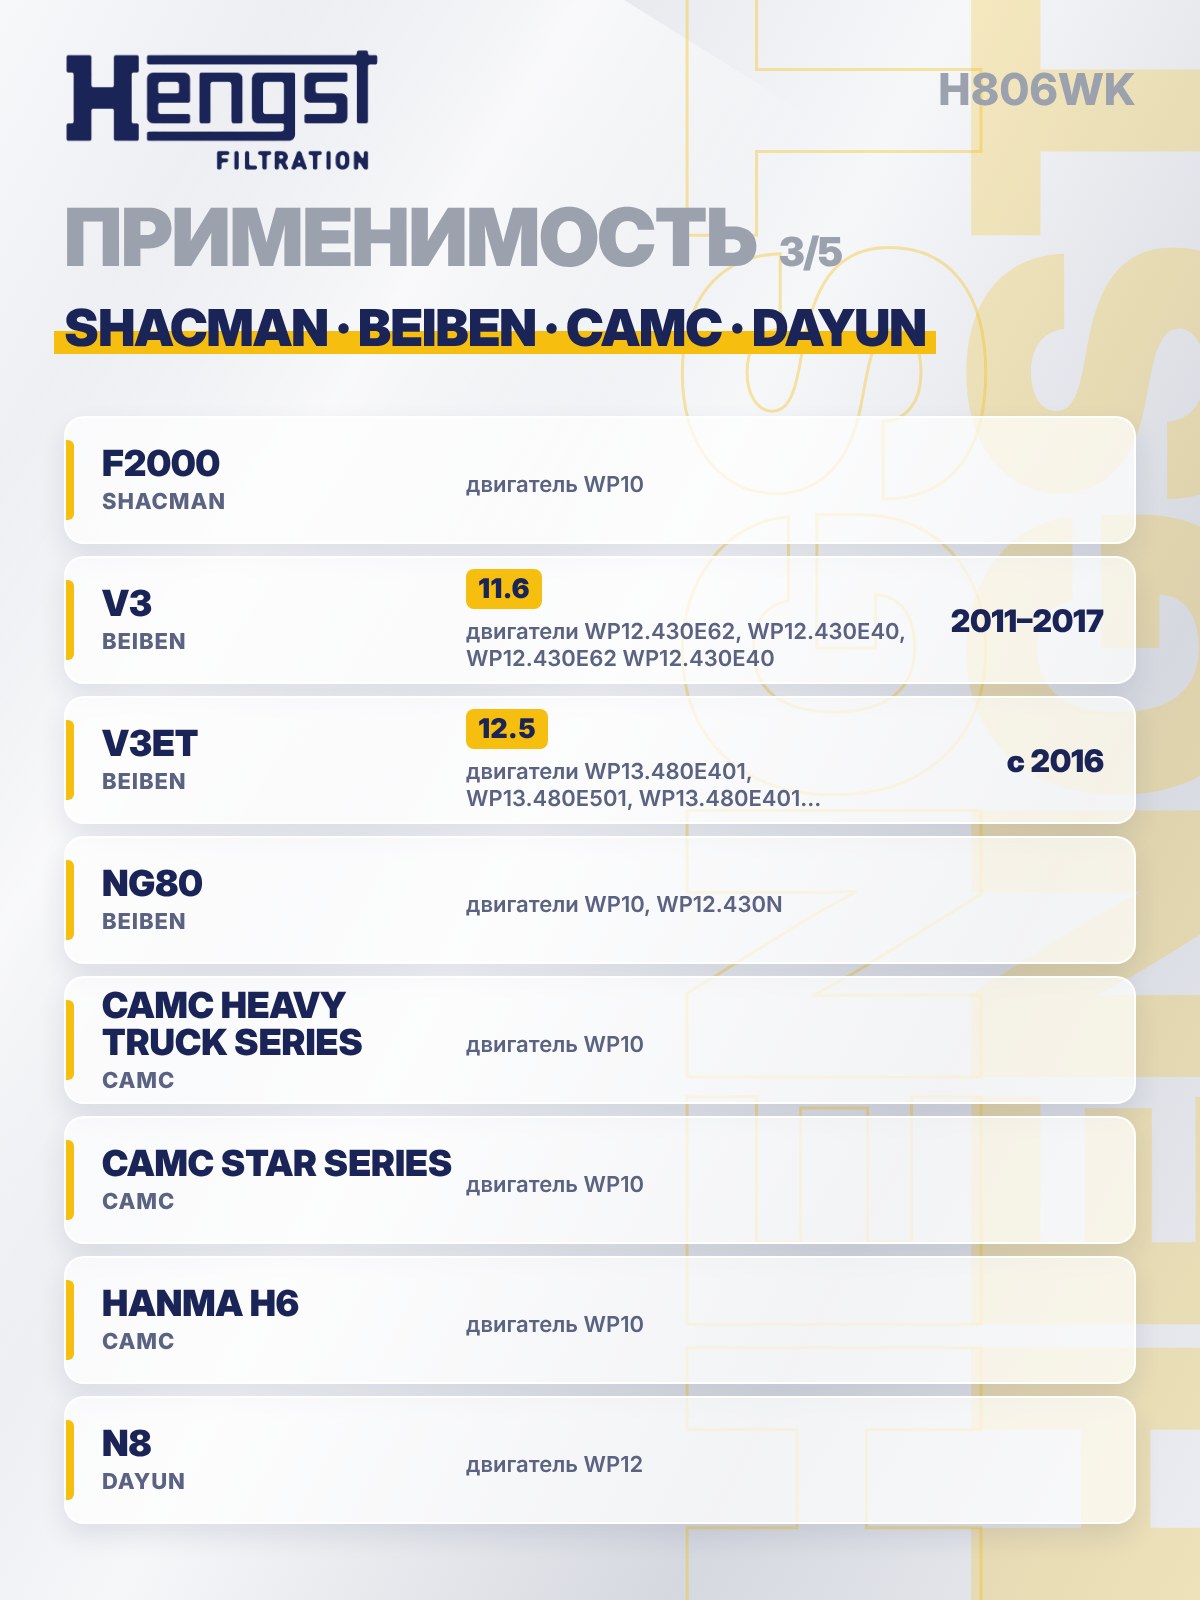 Hengst
FILTRATION
H806WK
ПРИМЕНИМОСТЬ 3/5
SHACMAN · BEIBEN · CAMC · DAYUN
F2000
SHACMAN
двигатель WP10
V3
BEIBEN
11.6
двигатели WP12.430E62, WP12.430E40,
WP12.430E62 WP12.430E40
2011–2017
V3ET
BEIBEN
12.5
двигатели WP13.480E401,
WP13.480E501, WP13.480E401...
с 2016
NG80
BEIBEN
двигатели WP10, WP12.430N
CAMC HEAVY
TRUCK SERIES
CAMC
двигатель WP10
CAMC STAR SERIES
CAMC
двигатель WP10
HANMA H6
CAMC
двигатель WP10
N8
DAYUN
двигатель WP12
HENGST
HENGST